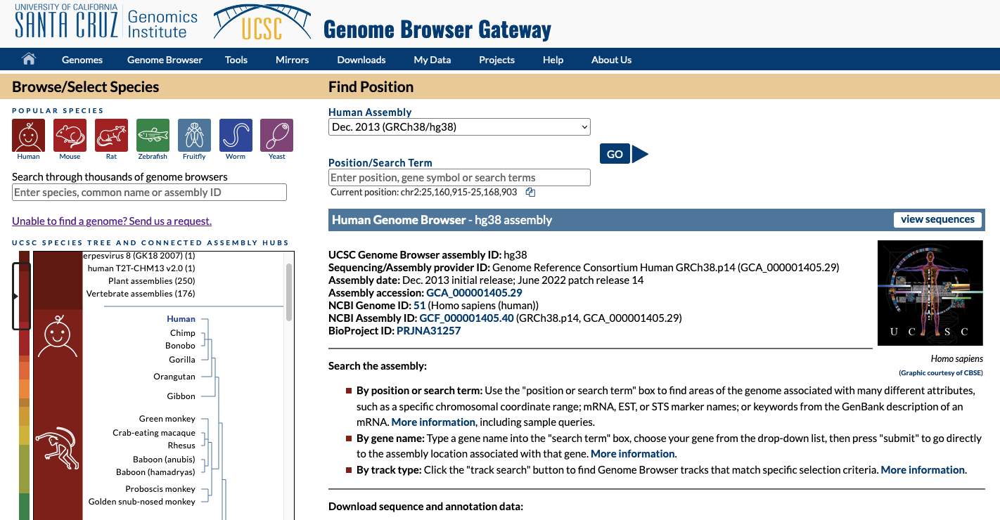 UNIVERSITY OF CALIFORNIA
SANTA CRUZ
Genomics
Institute
UCSC
Genome Browser Gateway
Genomes Genome Browser Tools Mirrors Downloads My Data Projects Help About Us
Browse/Select Species
POPULAR SPECIES
Human Mouse Rat Zebrafish Fruitfly Worm Yeast
Search through thousands of genome browsers
Enter species, common name or assembly ID
Unable to find a genome? Send us a request.
UCSC SPECIES TREE AND CONNECTED ASSEMBLY HUBS
erpesvirus 8 (GK18 2007) (1)
human T2T-CHM13 v2.0 (1)
Plant assemblies (250)
Vertebrate assemblies (176)
Human
Chimp
Bonobo
Gorilla
Orangutan
Gibbon
Green monkey
Crab-eating macaque
Rhesus
Baboon (anubis)
Baboon (hamadryas)
Proboscis monkey
Golden snub-nosed monkey
Find Position
Human Assembly
Dec. 2013 (GRCh38/hg38)
GO
Position/Search Term
Enter position, gene symbol or search terms
Current position: chr2:25,160,915-25,168,903
Human Genome Browser - hg38 assembly
view sequences
UCSC Genome Browser assembly ID: hg38
Sequencing/Assembly provider ID: Genome Reference Consortium Human GRCh38.p14 (GCA_000001405.29)
Assembly date: Dec. 2013 initial release; June 2022 patch release 14
Assembly accession: GCA_000001405.29
NCBI Genome ID: 51 (Homo sapiens (human))
NCBI Assembly ID: GCF_000001405.40 (GRCh38.p14, GCA_000001405.29)
BioProject ID: PRJNA31257
U C S C
Homo sapiens
(Graphic courtesy of CBSE)
Search the assembly:
By position or search term: Use the "position or search term" box to find areas of the genome associated with many different attributes,
such as a specific chromosomal coordinate range; mRNA, EST, or STS marker names; or keywords from the GenBank description of an
mRNA. More information, including sample queries.
By gene name: Type a gene name into the "search term" box, choose your gene from the drop-down list, then press "submit" to go directly
to the assembly location associated with that gene. More information.
By track type: Click the "track search" button to find Genome Browser tracks that match specific selection criteria. More information.
Download sequence and annotation data: